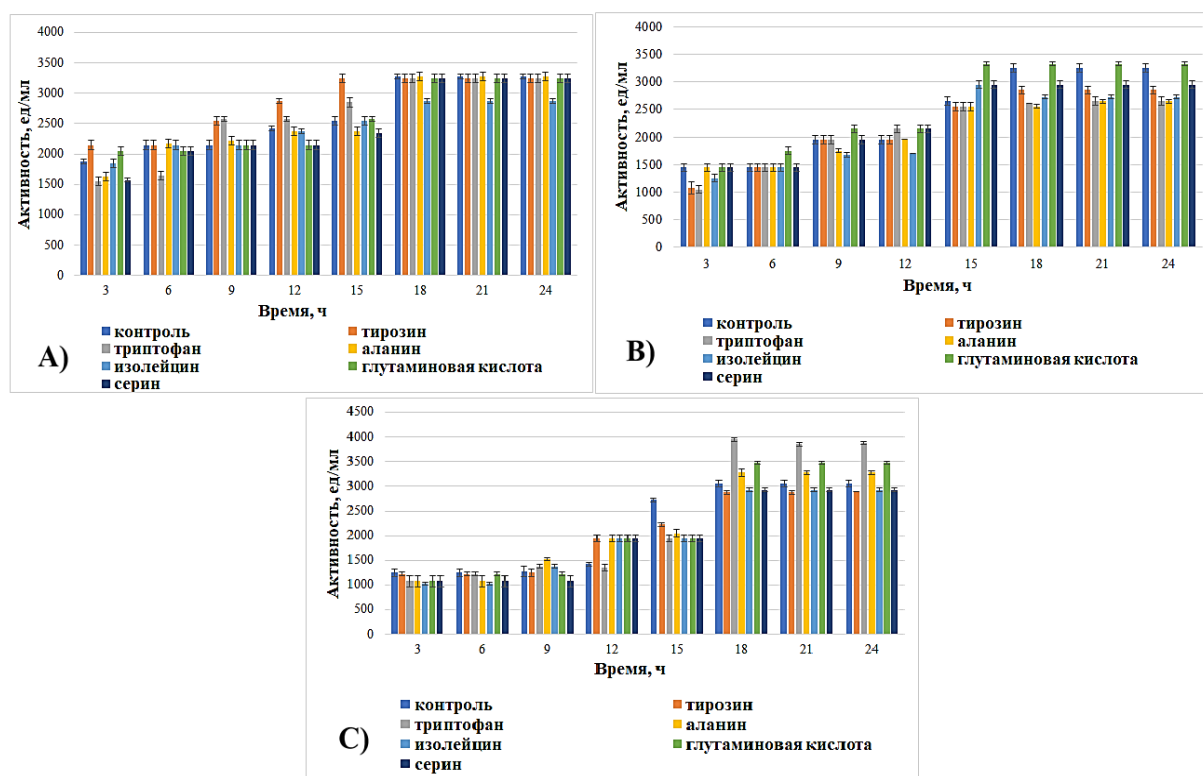 4000
3500
3000
2500
2000
1500
1000
500
0
Активность, ед/мл
3 6 9 12 15 18 21 24
Время, ч
контроль тирозин
триптофан аланин
изолейцин глутаминовая кислота
серин
A)
4000
3500
3000
2500
2000
1500
1000
500
0
Активность, ед/мл
3 6 9 12 15 18 21 24
Время, ч
контроль тирозин
триптофан аланин
изолейцин глутаминовая кислота
серин
B)
4500
4000
3500
3000
2500
2000
1500
1000
500
0
Активность, ед/мл
3 6 9 12 15 18 21 24
Время, ч
контроль тирозин
триптофан аланин
изолейцин глутаминовая кислота
серин
C)